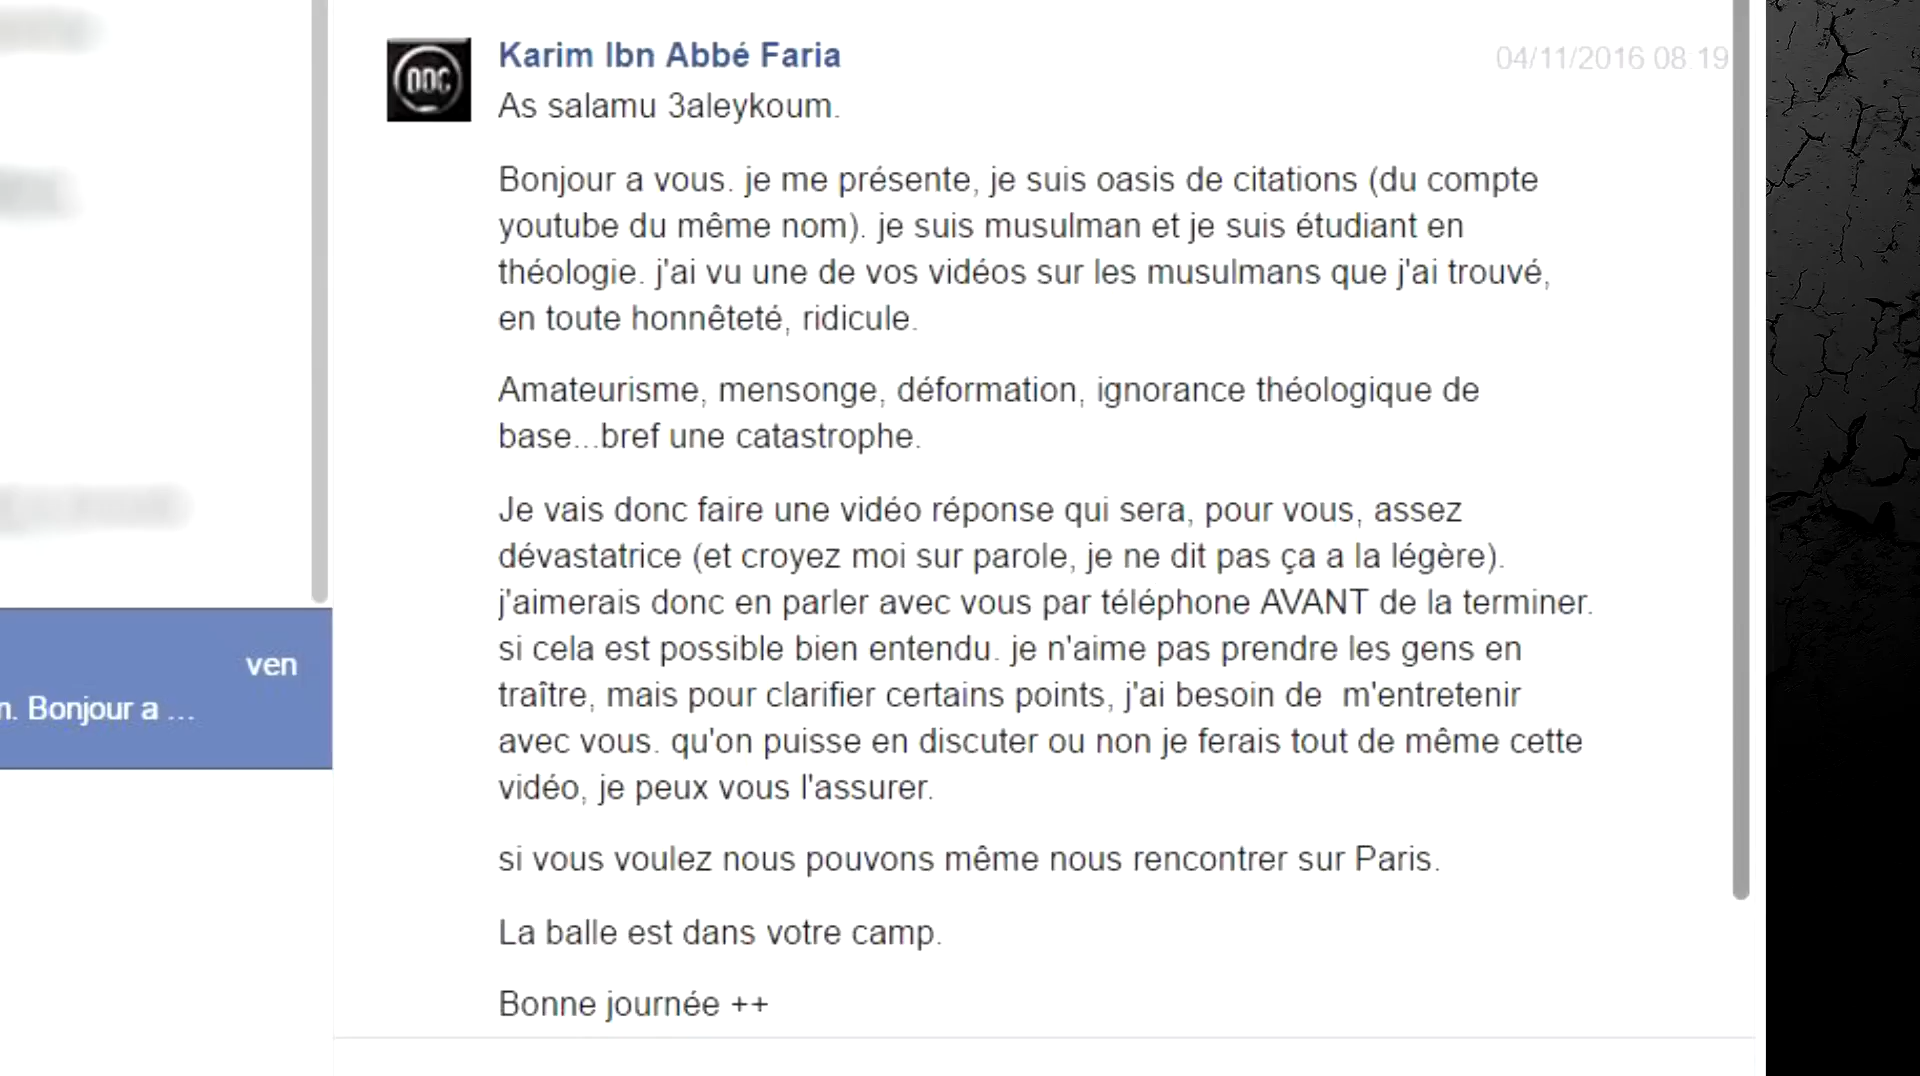 Karim Ibn Abbé Faria
04/11/2016 08:19
ODC
As salamu 3aleykoum.
Bonjour a vous. je me présente, je suis oasis de citations (du compte
youtube du même nom). je suis musulman et je suis étudiant en
théologie. j'ai vu une de vos vidéos sur les musulmans que j'ai trouvé,
en toute honnêteté, ridicule.
Amateurisme, mensonge, déformation, ignorance théologique de
base...bref une catastrophe.
Je vais donc faire une vidéo réponse qui sera, pour vous, assez
dévastatrice (et croyez moi sur parole, je ne dit pas ça a la légère).
j'aimerais donc en parler avec vous par téléphone AVANT de la terminer.
si cela est possible bien entendu. je n'aime pas prendre les gens en
traître, mais pour clarifier certains points, j'ai besoin de  m'entretenir
avec vous. qu'on puisse en discuter ou non je ferais tout de même cette
vidéo, je peux vous l'assurer.
si vous voulez nous pouvons même nous rencontrer sur Paris.
La balle est dans votre camp.
Bonne journée ++
ven
. Bonjour a ...